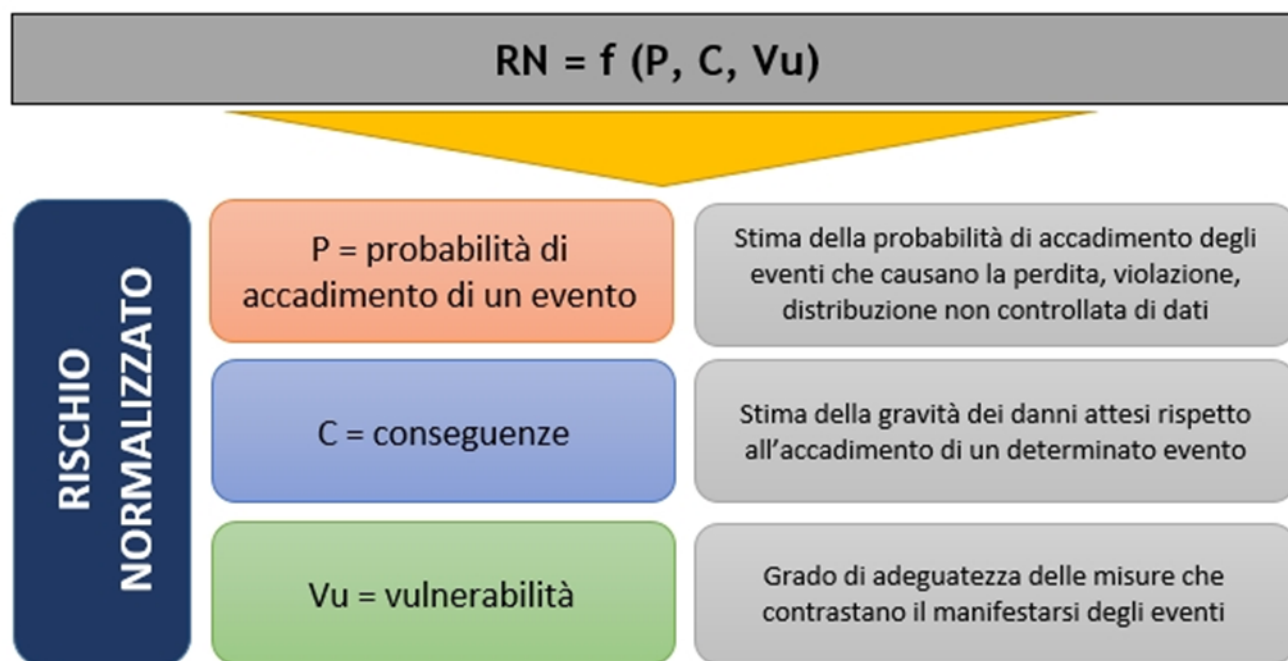 RN = f (P, C, Vu)
RISCHIO
NORMALIZZATO
P = probabilità di
accadimento di un evento
Stima della probabilità di accadimento degli
eventi che causano la perdita, violazione,
distribuzione non controllata di dati
C = conseguenze
Stima della gravità dei danni attesi rispetto
all’accadimento di un determinato evento
Vu = vulnerabilità
Grado di adeguatezza delle misure che
contrastano il manifestarsi degli eventi